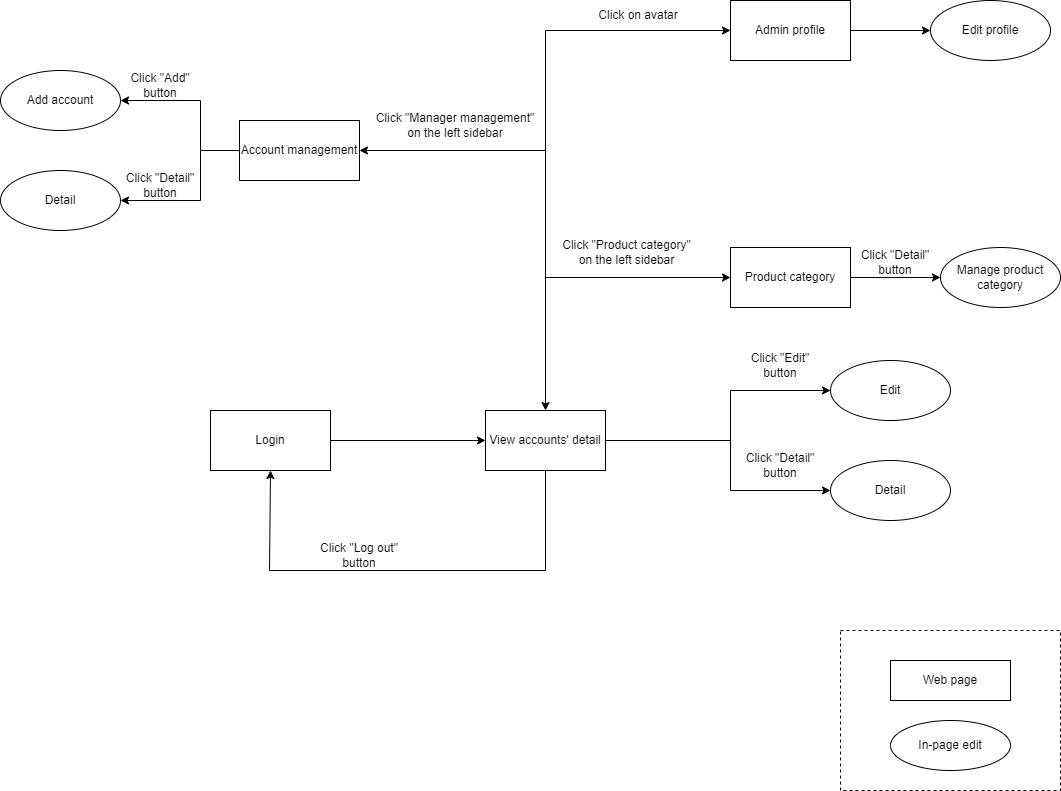 Click on avatar
Admin profile
Edit profile
Click "Add"
button
Add account
Click "Manager management"
on the left sidebar
Account management
Click "Detail"
button
Detail
Click "Product category"
on the left sidebar
Product category
Click "Detail"
button
Manage product
category
Click "Edit"
button
Edit
Login
View accounts' detail
Click "Detail"
button
Detail
Click "Log out"
button
Web page
In-page edit